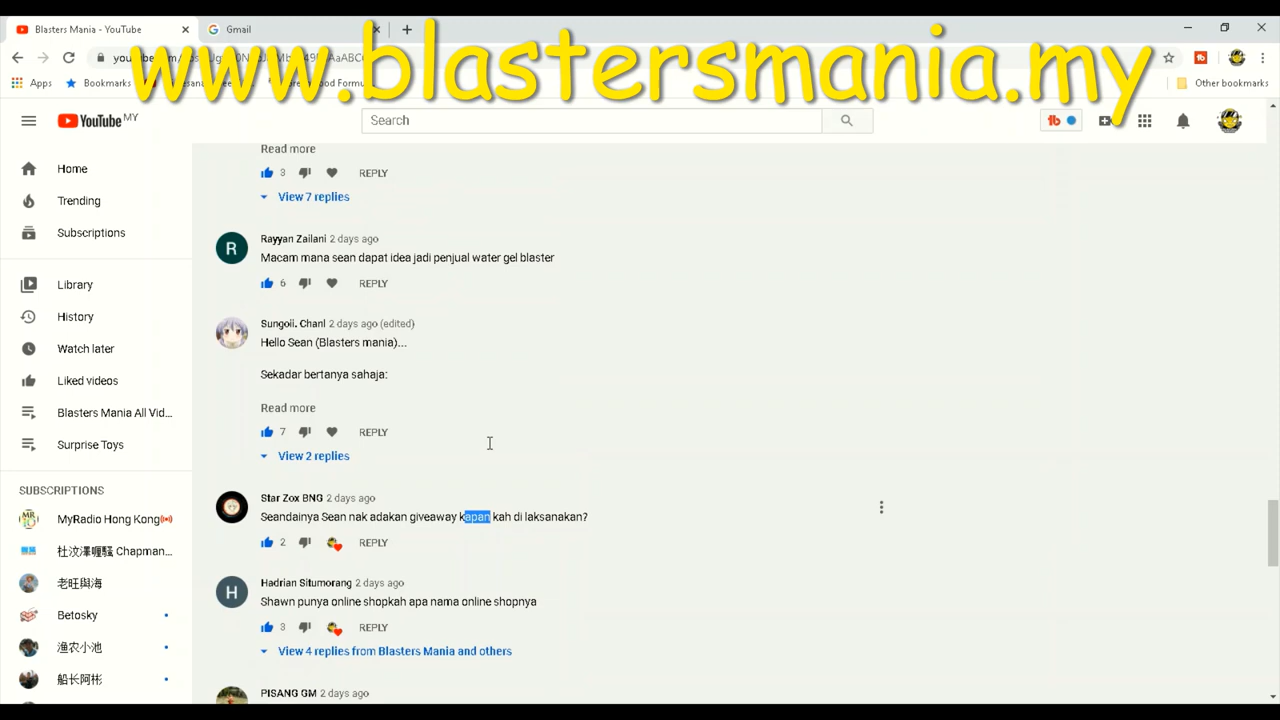 Blasters Mania - YouTube
Gmail
www.blastersmania.my
Apps
Bookmarks
Other bookmarks
YouTube MY
Search
Home
Trending
Subscriptions
Library
History
Watch later
Liked videos
Blasters Mania All Vid...
Surprise Toys
SUBSCRIPTIONS
MyRadio Hong Kong
杜汶澤喱騷 Chapman...
老旺與海
Betosky
渔农小池
船长阿彬
Read more
3 REPLY
View 7 replies
R
Rayyan Zailani 2 days ago
Macam mana sean dapat idea jadi penjual water gel blaster
6 REPLY
Sungoii. Chanl 2 days ago (edited)
Hello Sean (Blasters mania)...
Sekadar bertanya sahaja:
Read more
7 REPLY
View 2 replies
Star Zox BNG 2 days ago
Seandainya Sean nak adakan giveaway kapan kah di laksanakan?
2 REPLY
H
Hadrian Situmorang 2 days ago
Shawn punya online shopkah apa nama online shopnya
3 REPLY
View 4 replies from Blasters Mania and others
PISANG GM 2 days ago